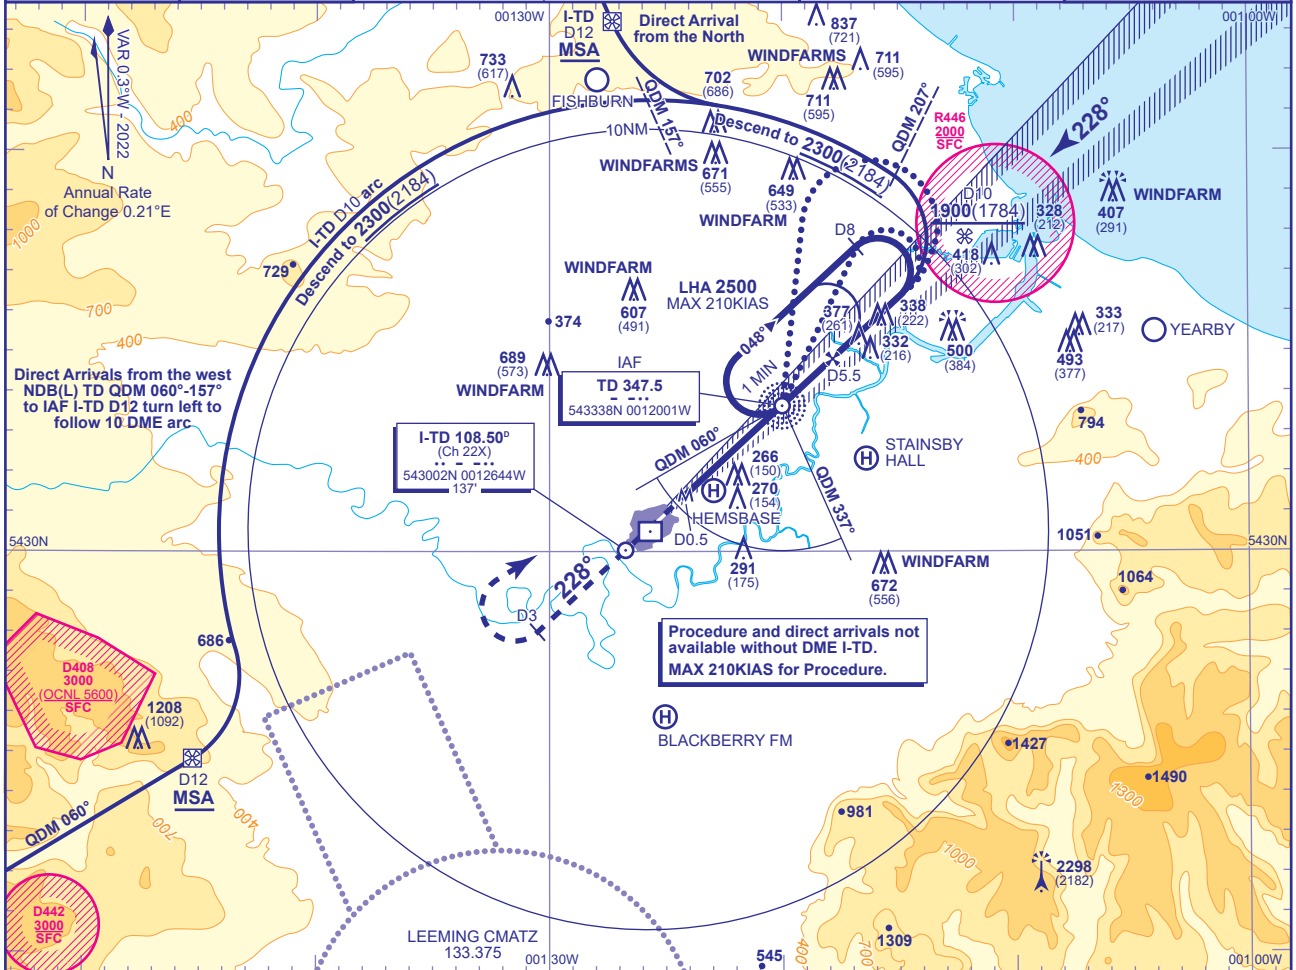 00130W
I-TD
D12
MSA
Direct Arrival
from the North
837
(721)
00100W
VAR 0.3°W - 2022
N
Annual Rate
of Change 0.21°E
733
(617)
FISHBURN
QDM 157°
702
(686)
WINDFARMS
711
(595)
711
(595)
QDM 207°
R446
2000
SFC
228°
400
10NM
Descend to 2300(2184)
WINDFARMS
671
(555)
649
(533)
WINDFARM
D10
1900(1784)
328
(212)
418
(302)
407
(291)
WINDFARM
1000
I-TD D10 arc
Descend to 2300(2184)
729
700
400
D8
WINDFARM
607
(491)
LHA 2500
MAX 210KIAS
374
377
(261)
338
(222)
332
(216)
500
(384)
333
(217)
493
(377)
YEARBY
048°
1 MIN
D5.5
689
(573)
WINDFARM
IAF
TD 347.5
543338N 0012001W
Direct Arrivals from the west
NDB(L) TD QDM 060°-157°
to IAF I-TD D12 turn left to
follow 10 DME arc
I-TD 108.50D
(Ch 22X)
543002N 0012644W
137'
QDM 060°
QDM 337°
STAINSBY
HALL
H
794
400
266
(150)
270
(154)
H
HEMSBASE
D0.5
5430N
291
(175)
228°
D3
672
(556)
WINDFARM
1051
1064
5430N
Procedure and direct arrivals not
available without DME I-TD.
MAX 210KIAS for Procedure.
686
D408
3000
(OCNL 5600)
SFC
1208
(1092)
D12
MSA
QDM 060°
700
400
H
BLACKBERRY FM
1427
1490
1300
981
1000
2298
(2182)
D442
3000
SFC
LEEMING CMATZ
133.375
1309
400
700
545
00130W
00100W